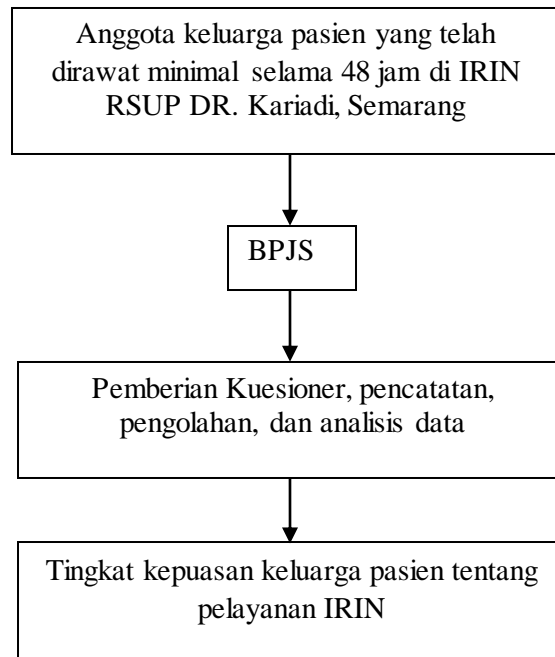 Anggota keluarga pasien yang telah
dirawat minimal selama 48 jam di IRIN
RSUP DR. Kariadi, Semarang
BPJS
Pemberian Kuesioner, pencatatan,
pengolahan, dan analisis data
Tingkat kepuasan keluarga pasien tentang
pelayanan IRIN